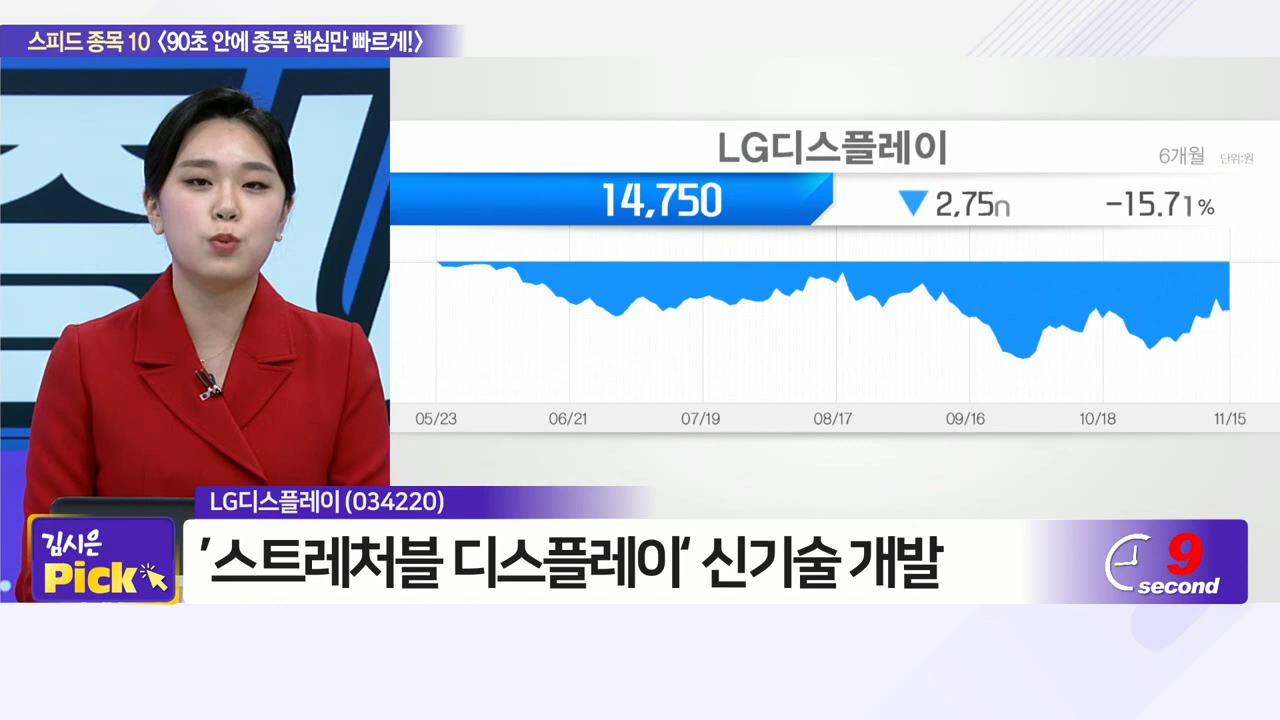 스피드 종목 10 <90초 안에 종목 핵심만 빠르게!>
LG디스플레이
6개월 단위:원
14,750 ▼ 2,75n -15.71%
05/23 06/21 07/19 08/17 09/16 10/18 11/15
LG디스플레이 (034220)
김시은
Pick
'스트레처블 디스플레이' 신기술 개발
9
second